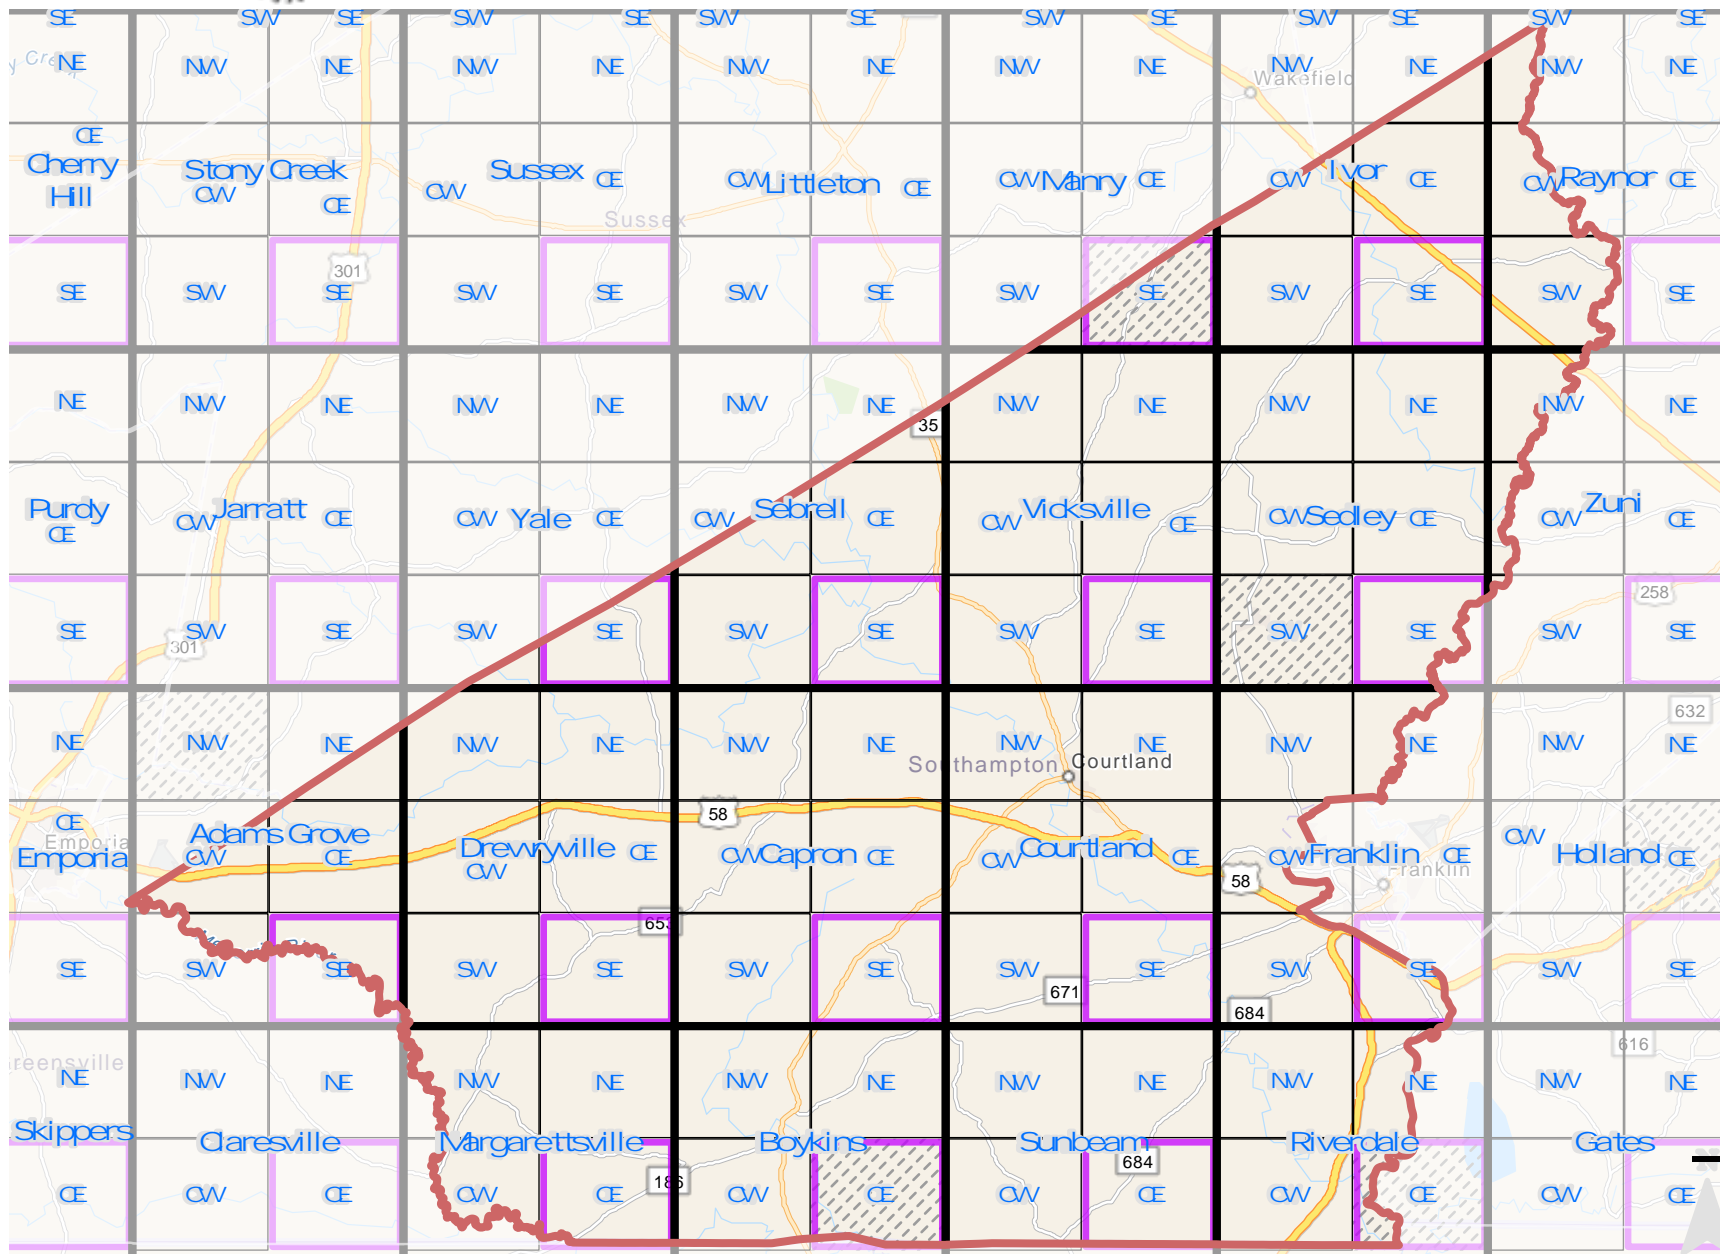 SE SW SE SW SE SW SE SW SE SW SE SW SE
NE NW NE NW NE NW NE NW NE NW NE NW NE
Wakefield
CE
Cherry Hill
Stony Creek
CW CE
Sussex
CW CE
CW Littleton CE
CW Manry CE
CW Ivor CE
CW Raynor CE
Sussex
301
SE SW SE SW SE SW SE SW SE SW SE SW SE
NE NW NE NW NE NW NE NW NE NW NE NW NE
35
Purdy
CE
CW Jarratt CE
CW Yale CE
CW Sebrell CE
CW Vicksville CE
CW Sedley CE
CW Zuni CE
258
SE SW SE SW SE SW SE SW SE SW SE SW SE
301
632
NE NW NE NW NE NW NE NW NE NW NE NW NE
Southampton Courtland
58
CE
Emporia
Emporia
Adams Grove
CW CE
Drewryville CE
CW
CW Capron CE
CW Courtland CE
CW Franklin CE
Franklin
CW Holland CE
58
653
SE SW SE SW SE SW SE SW SE SW SE SW SE
671
684
616
Greensville
NE NW NE NW NE NW NE NW NE NW NE NW NE
Skippers Claresville Margarettsville Boykins Sunbeam Riverdale Gates
684
186
CE CW CE CW CE CW CE CW CE CW CE CW CE